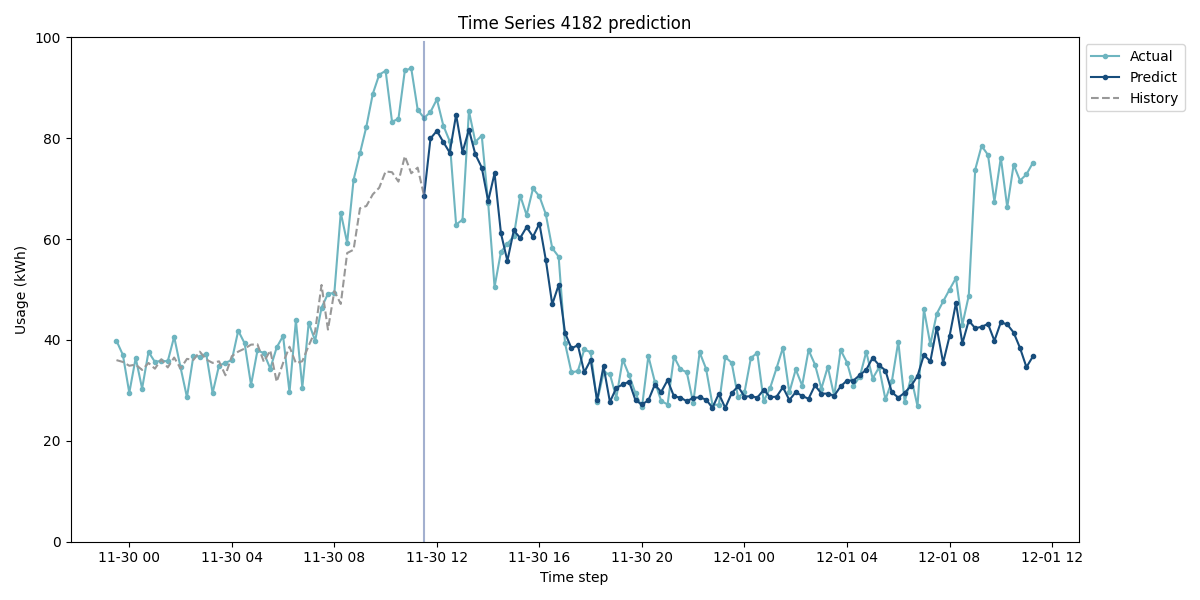 Time Series 4182 prediction
100
80
60
40
20
0
Usage (kWh)
11-30 00 11-30 04 11-30 08 11-30 12 11-30 16 11-30 20 12-01 00 12-01 04 12-01 08 12-01 12
Time step
Actual
Predict
History